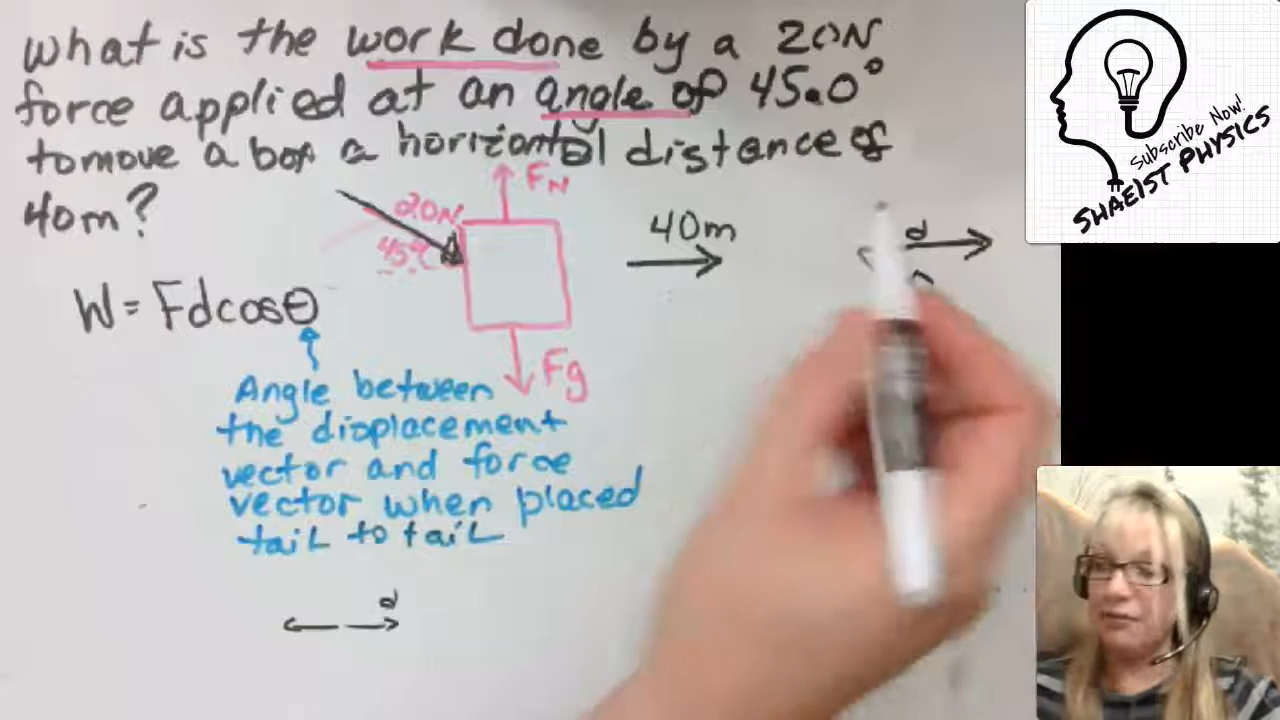 what is the work done by a 20N
force applied at an angle of 45.0°
to move a box a horizontal distance of
40m?
FN
20N
45°
40m
d
W = Fdcosθ
Fg
Angle between
the displacement
vector and force
vector when placed
tail to tail
d
Subscribe Now!
SHAEIST PHYSICS